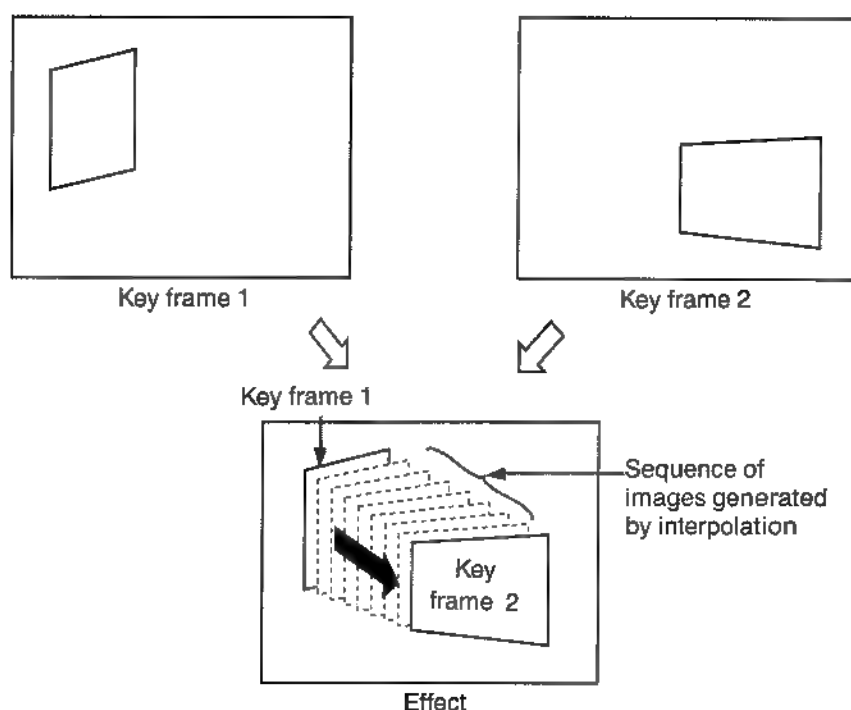 Key frame 1
Key frame 2
Key frame 1
Sequence of
images generated
by interpolation
Key
frame 2
Effect